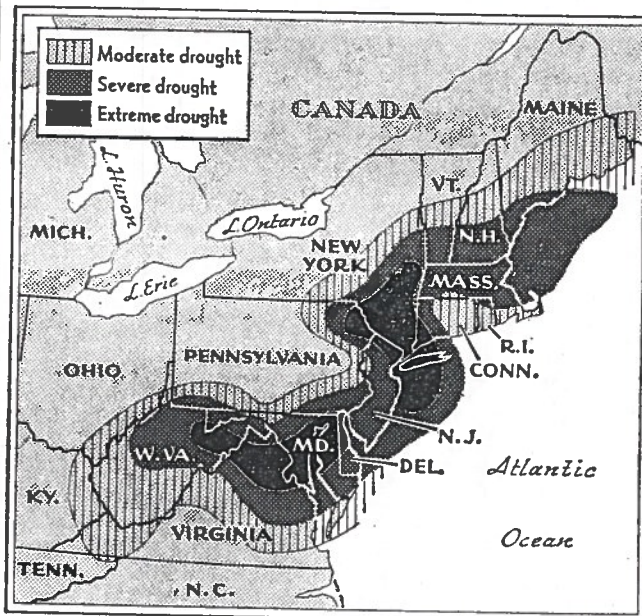 Moderate drought
Severe drought
Extreme drought
CANADA
MAINE
L. Huron
VT.
L. Ontario
MICH.
N.H.
NEW
YORK
MASS.
L. Erie
R.I.
PENNSYLVANIA
CONN.
OHIO
N.J.
MD.
W.VA.
DEL.
Atlantic
KY.
VIRGINIA
Ocean
TENN.
N.C.